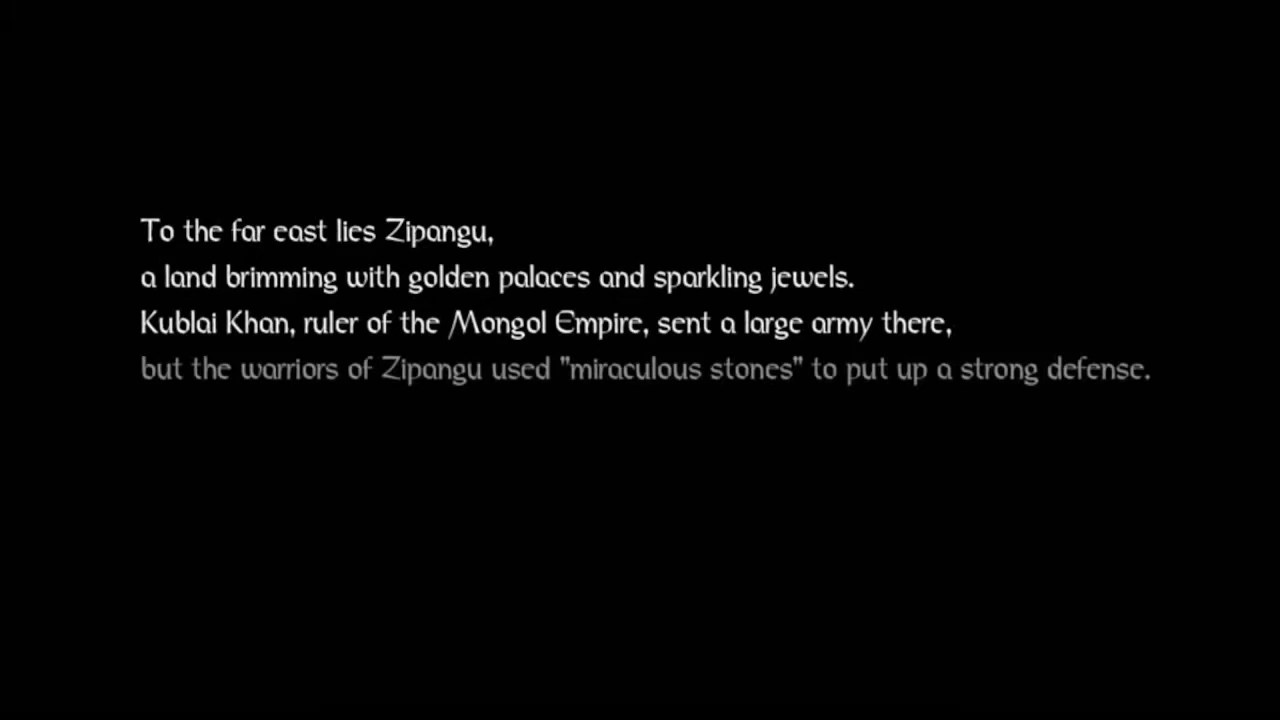 To the far east lies Zipangu,
a land brimming with golden palaces and sparkling jewels.
Kublai Khan, ruler of the Mongol Empire, sent a large army there,
but the warriors of Zipangu used "miraculous stones" to put up a strong defense.